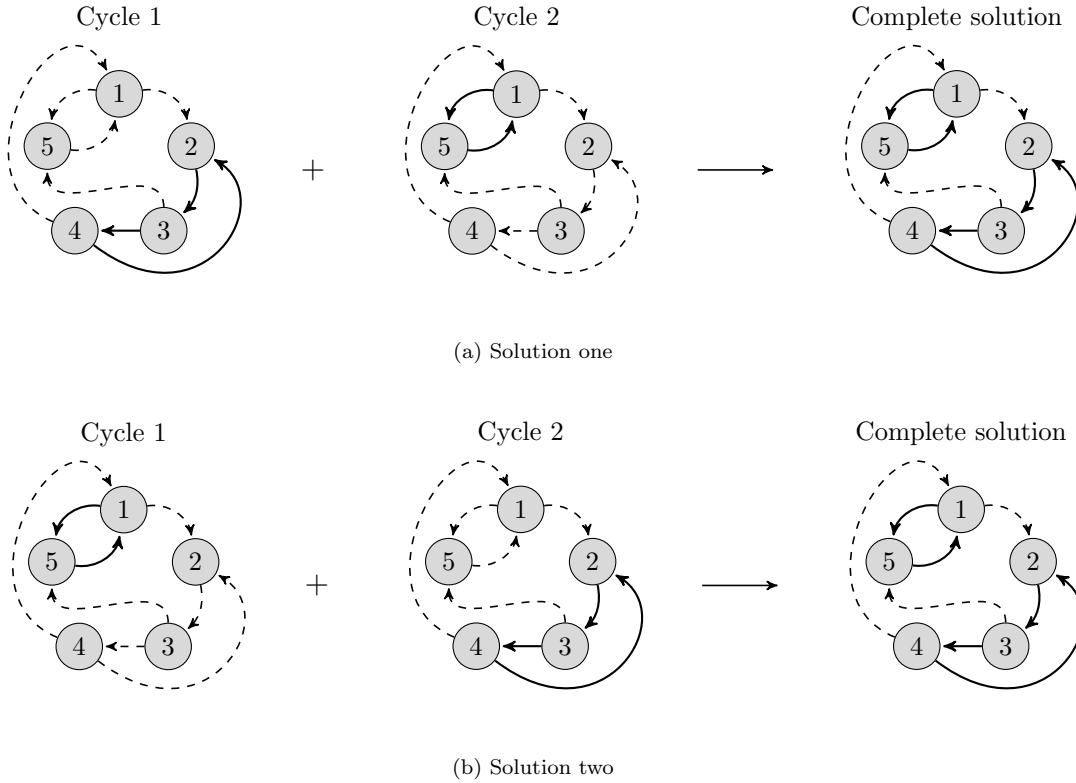 Cycle 1 Cycle 2 Complete solution
1 1 1
5 2 + 5 2 5 2
4 3 4 3 4 3
(a) Solution one
Cycle 1 Cycle 2 Complete solution
1 1 1
5 2 + 5 2 5 2
4 3 4 3 4 3
(b) Solution two